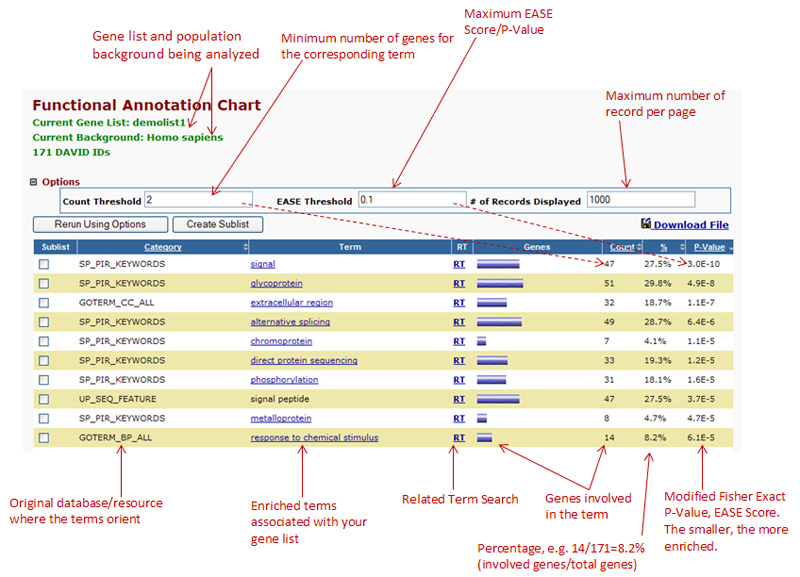 Gene list and population
background being analyzed
Minimum number of genes for
the corresponding term
Maximum EASE
Score/P-Value
Maximum number of
record per page
Functional Annotation Chart
Current Gene List: demolist1
Current Background: Homo sapiens
171 DAVID IDs
Options
Count Threshold 2 EASE Threshold 0.1 # of Records Displayed 1000
Rerun Using Options Create Sublist Download File
Sublist Category Term RT Genes Count % P-Value
SP_PIR_KEYWORDS signal RT 47 27.5% 3.0E-10
SP_PIR_KEYWORDS glycoprotein RT 51 29.8% 4.9E-8
GOTERM_CC_ALL extracellular region RT 32 18.7% 1.1E-7
SP_PIR_KEYWORDS alternative splicing RT 49 28.7% 6.4E-6
SP_PIR_KEYWORDS chromoprotein RT 7 4.1% 1.1E-5
SP_PIR_KEYWORDS direct protein sequencing RT 33 19.3% 1.2E-5
SP_PIR_KEYWORDS phosphorylation RT 31 18.1% 1.6E-5
UP_SEQ_FEATURE signal peptide RT 47 27.5% 3.7E-5
SP_PIR_KEYWORDS metalloprotein RT 8 4.7% 4.7E-5
GOTERM_BP_ALL response to chemical stimulus RT 14 8.2% 6.1E-5
Original database/resource
where the terms orient
Enriched terms
associated with your
gene list
Related Term Search
Genes involved
in the term
Percentage, e.g. 14/171=8.2%
(involved genes/total genes)
Modified Fisher Exact
P-Value, EASE Score.
The smaller, the more
enriched.